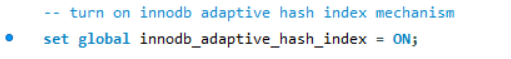 -- turn on innodb adaptive hash index mechanism
set global innodb_adaptive_hash_index = ON;